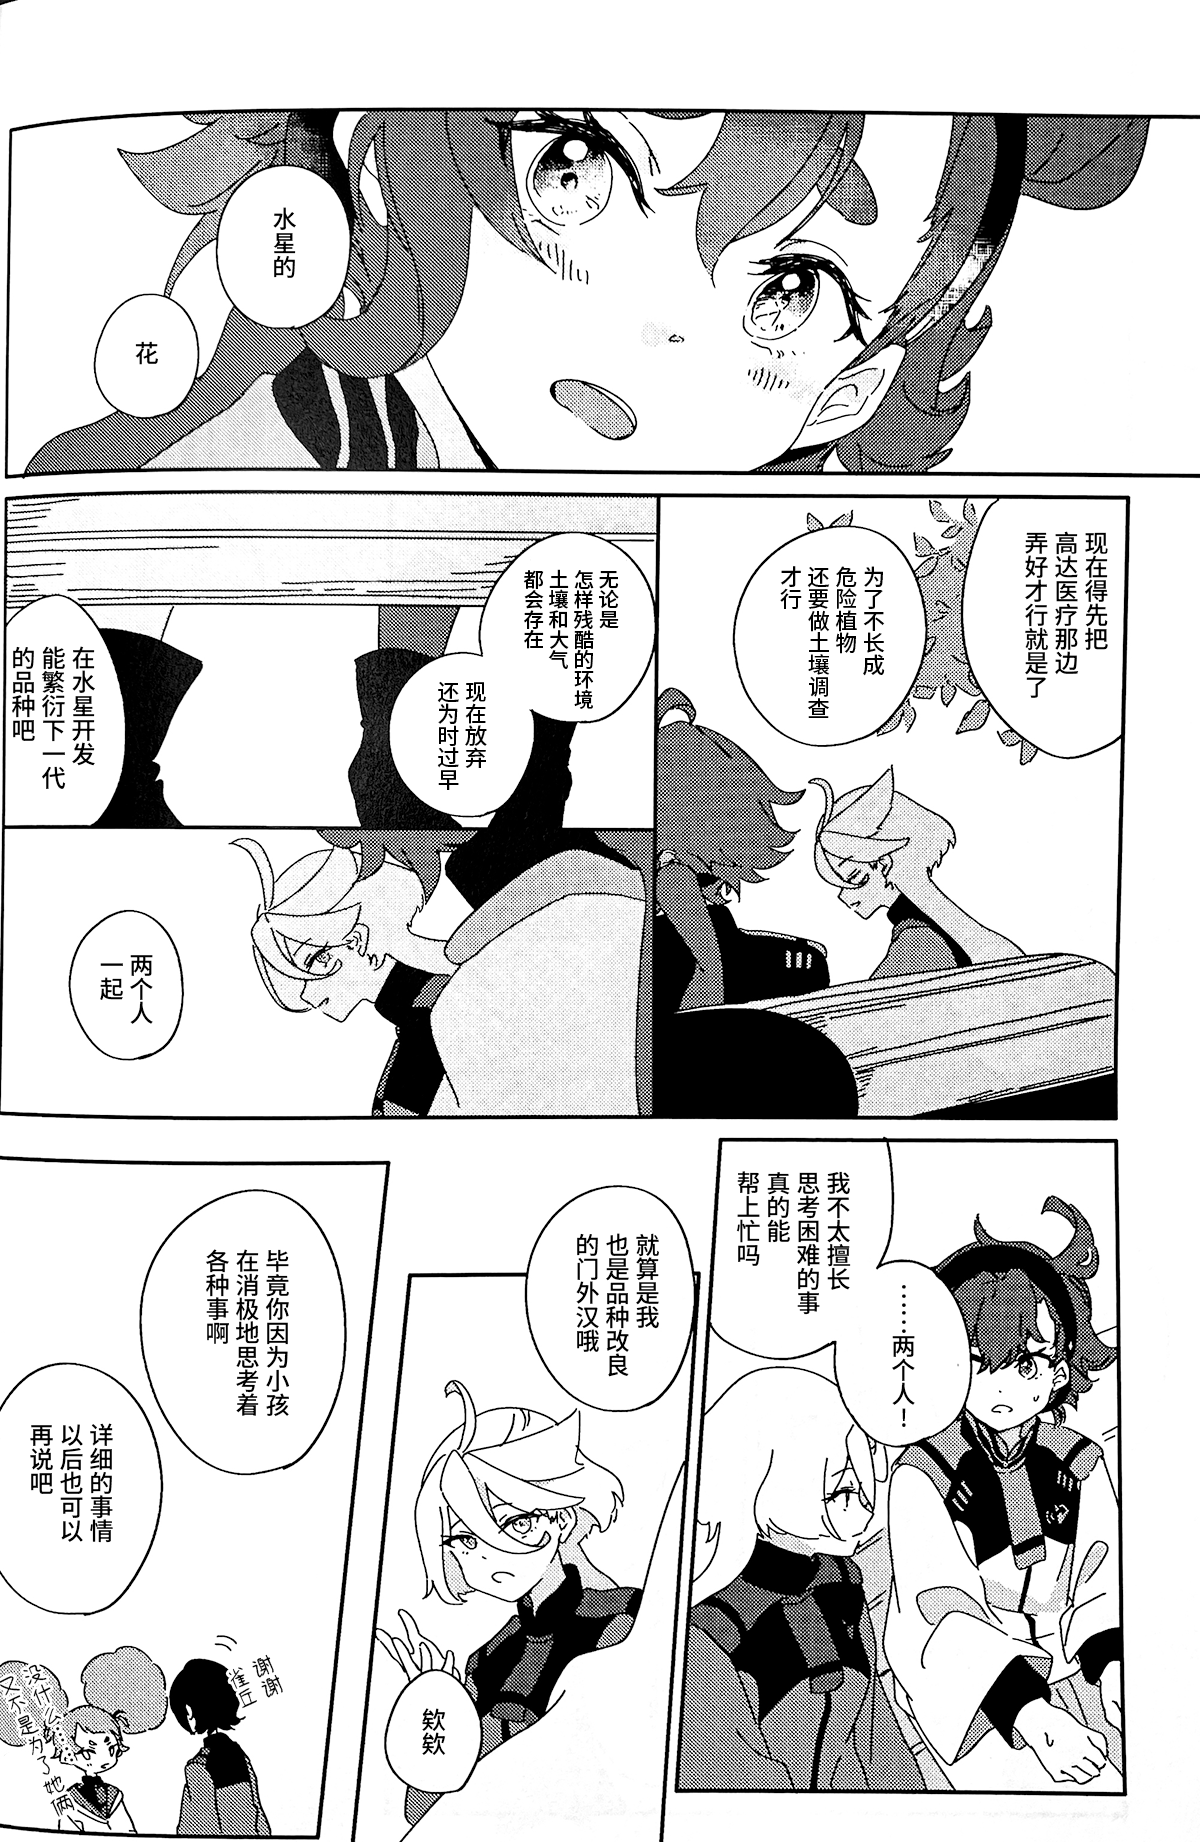 水星的
花
现在得先把
高达医疗那边
弄好才行就是了
为了不长成
危险植物
还要做土壤调查
才行
无论是
怎样残酷的环境
土壤和大气
都会存在
现在放弃
还为时过早
在水星开发
能繁衍下一代
的品种吧
两个人
一起
……两个人！
我不太擅长
思考困难的事
真的能
帮上忙吗
就算是我
也是品种改良
的门外汉哦
欸欸
毕竟你因为小孩
在消极地思考着
各种事啊
详细的事情
以后也可以
再说吧
谢谢
雀丘
没什么……
又不是为了她俩